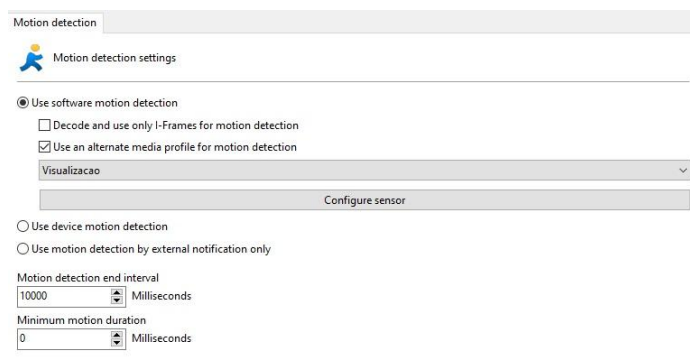 Motion detection
Motion detection settings
Use software motion detection
Decode and use only I-Frames for motion detection
Use an alternate media profile for motion detection
Visualizacao
Configure sensor
Use device motion detection
Use motion detection by external notification only
Motion detection end interval
10000 Milliseconds
Minimum motion duration
0 Milliseconds